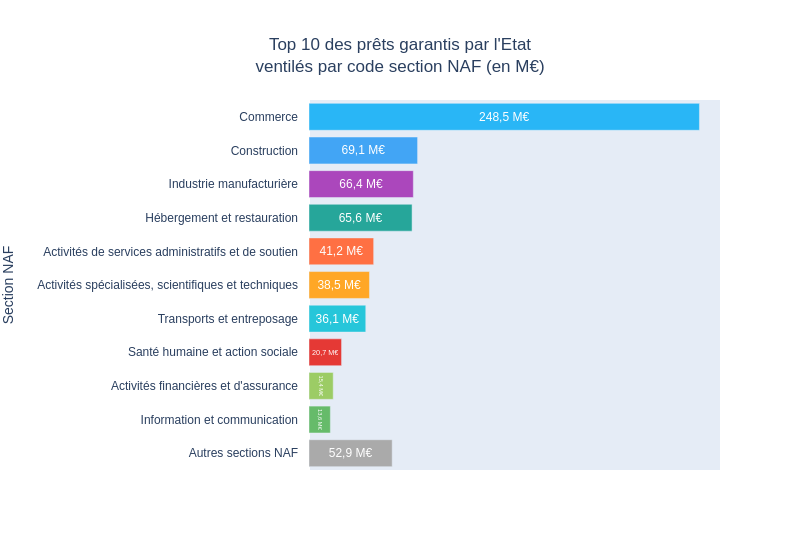 Top 10 des prêts garantis par l'Etat
ventilés par code section NAF (en M€)
Section NAF
Commerce 248,5 M€
Construction 69,1 M€
Industrie manufacturière 66,4 M€
Hébergement et restauration 65,6 M€
Activités de services administratifs et de soutien 41,2 M€
Activités spécialisées, scientifiques et techniques 38,5 M€
Transports et entreposage 36,1 M€
Santé humaine et action sociale 20,7 M€
Activités financières et d'assurance
Information et communication
Autres sections NAF 52,9 M€